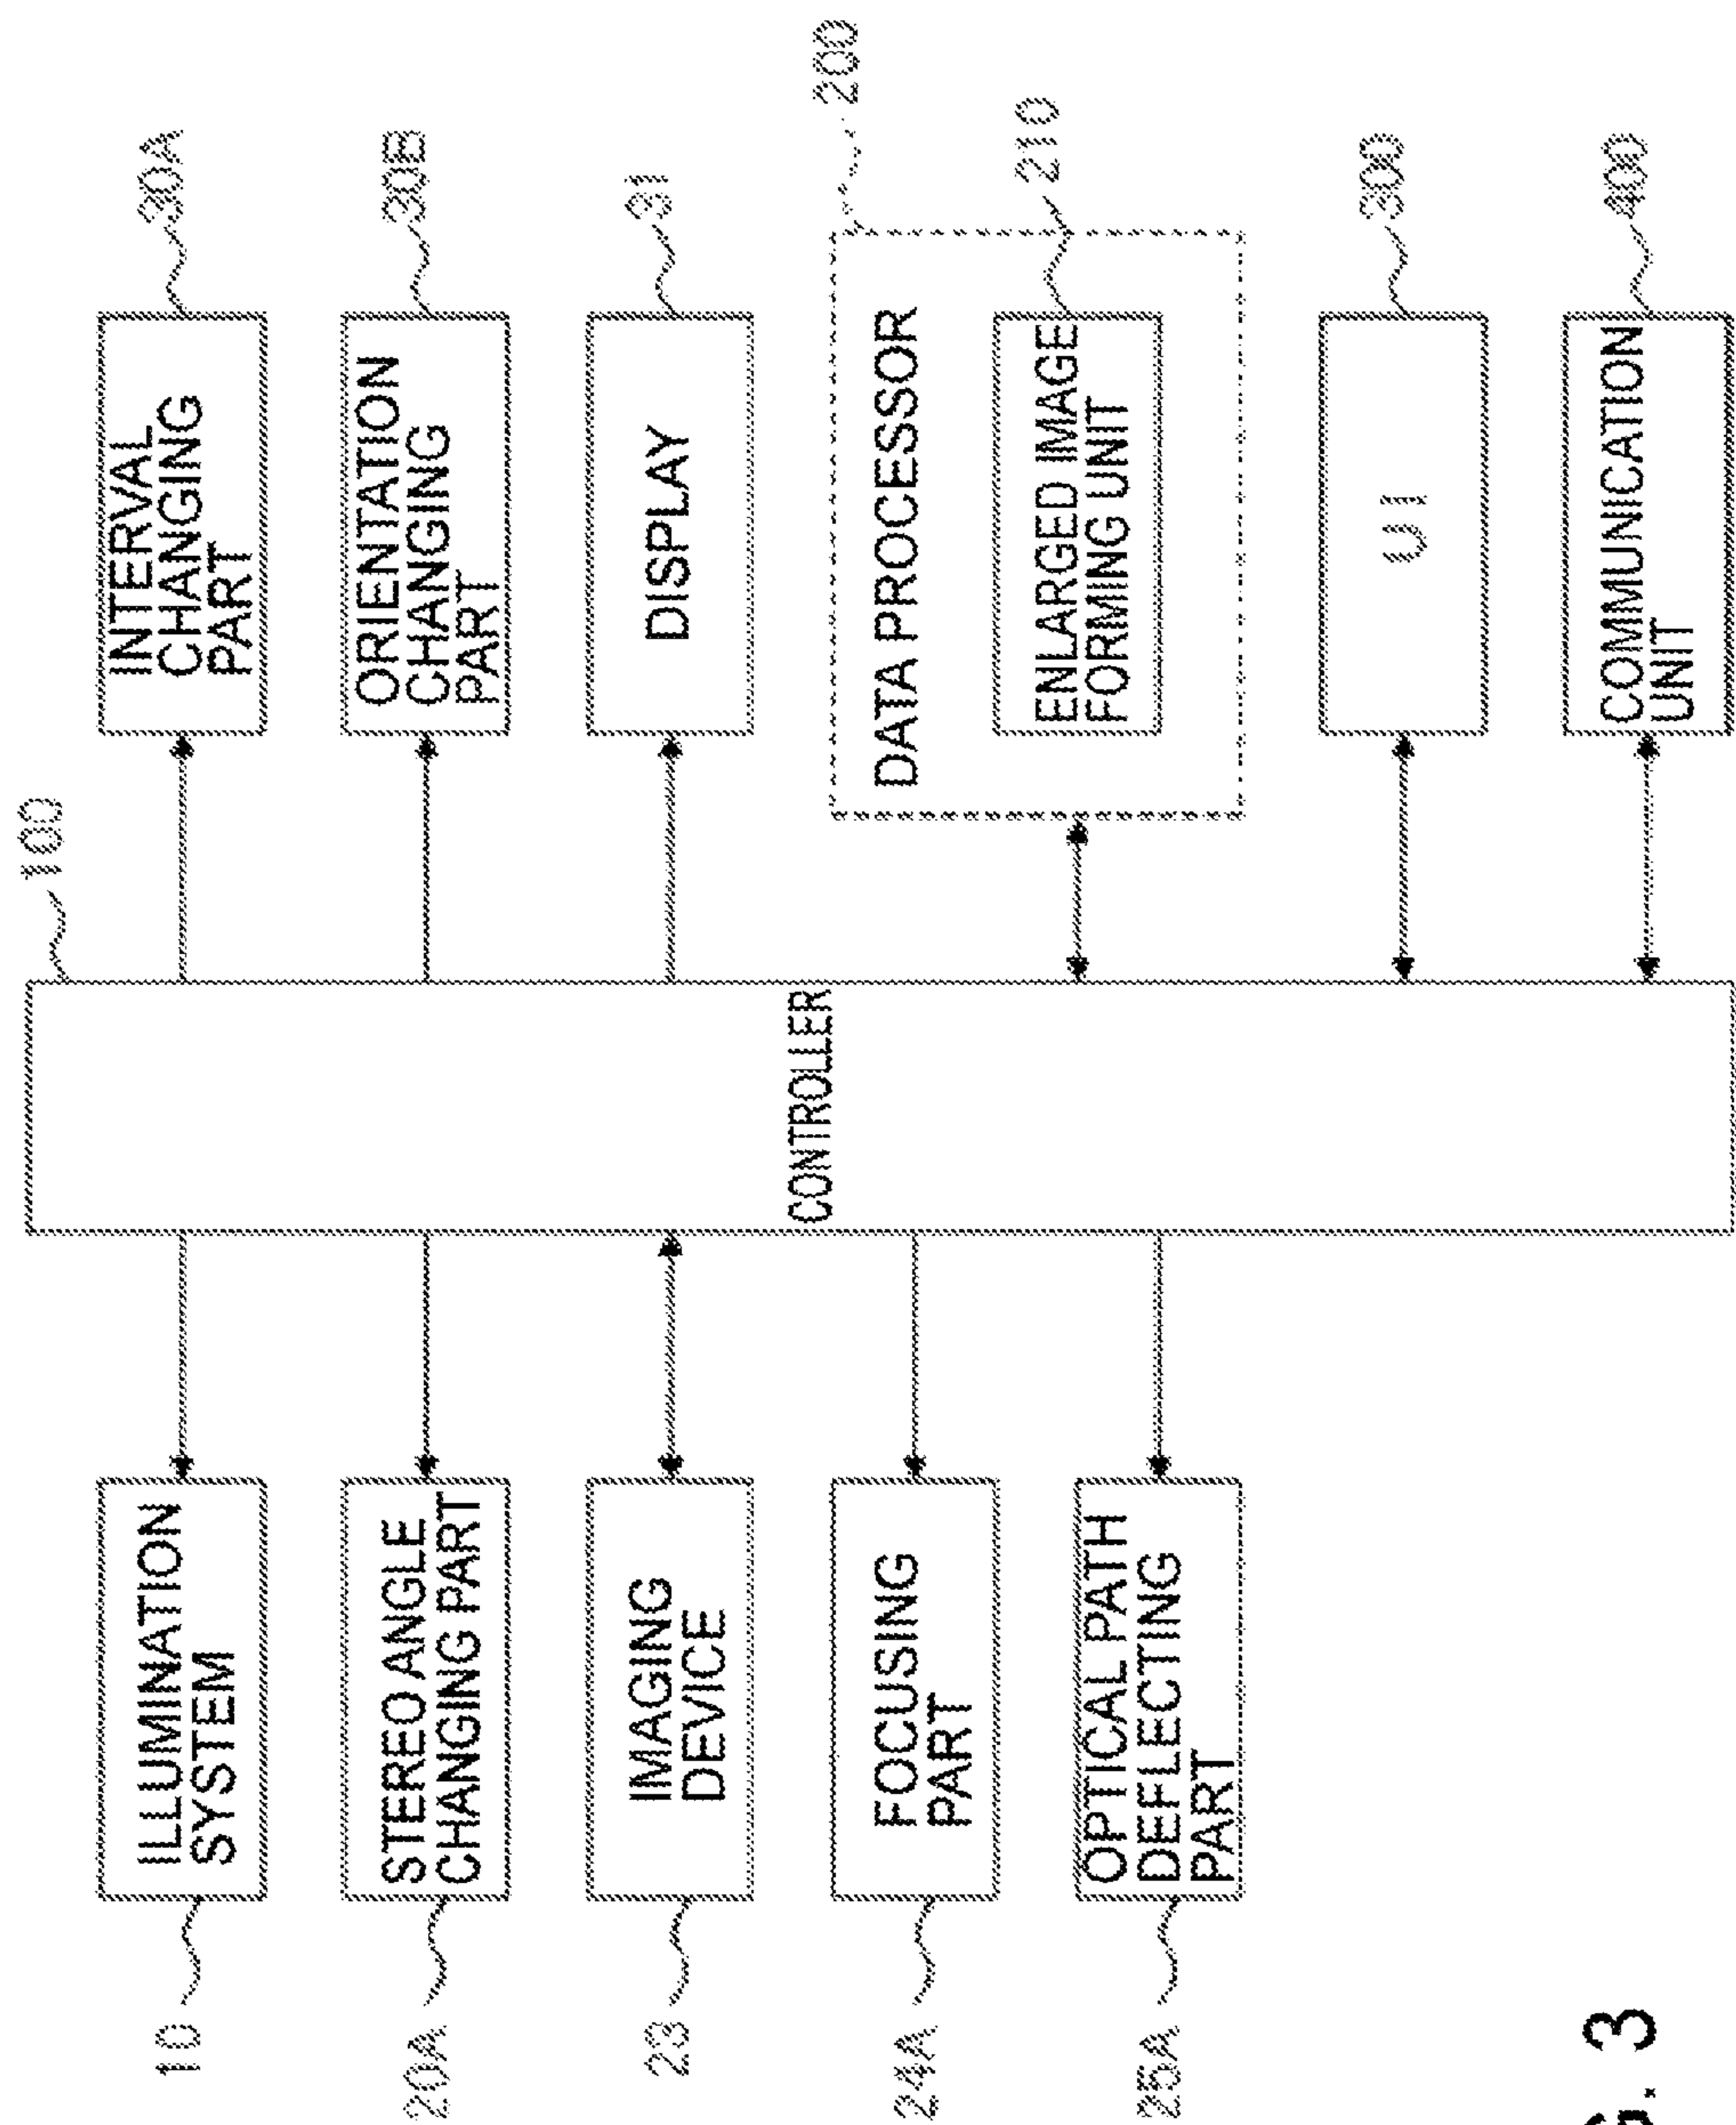 100
10
ILLUMINATION
SYSTEM
20A
STEREO ANGLE
CHANGING PART
23
IMAGING
DEVICE
24A
FOCUSING
PART
25A
OPTICAL PATH
DEFLECTING
PART
CONTROLLER
INTERVAL
CHANGING
PART
30A
ORIENTATION
CHANGING
PART
30B
DISPLAY
31
DATA PROCESSOR
200
ENLARGED IMAGE
FORMING UNIT
210
UI
300
COMMUNICATION
UNIT
400
G. 3